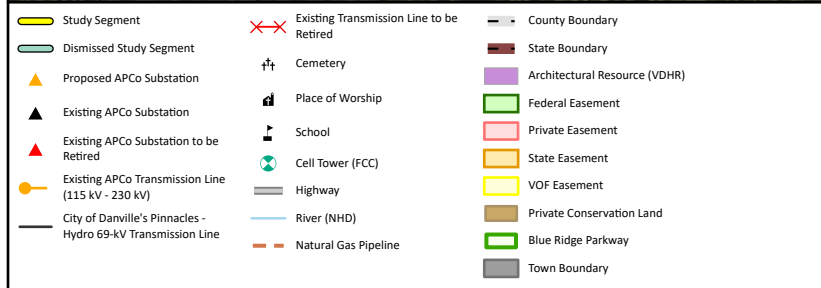 Study Segment
Dismissed Study Segment
Proposed APCo Substation
Existing APCo Substation
Existing APCo Substation to be
Retired
Existing APCo Transmission Line
(115 kV - 230 kV)
City of Danville's Pinnacles -
Hydro 69-kV Transmission Line
Existing Transmission Line to be
Retired
Cemetery
Place of Worship
School
Cell Tower (FCC)
Highway
River (NHD)
Natural Gas Pipeline
County Boundary
State Boundary
Architectural Resource (VDHR)
Federal Easement
Private Easement
State Easement
VOF Easement
Private Conservation Land
Blue Ridge Parkway
Town Boundary